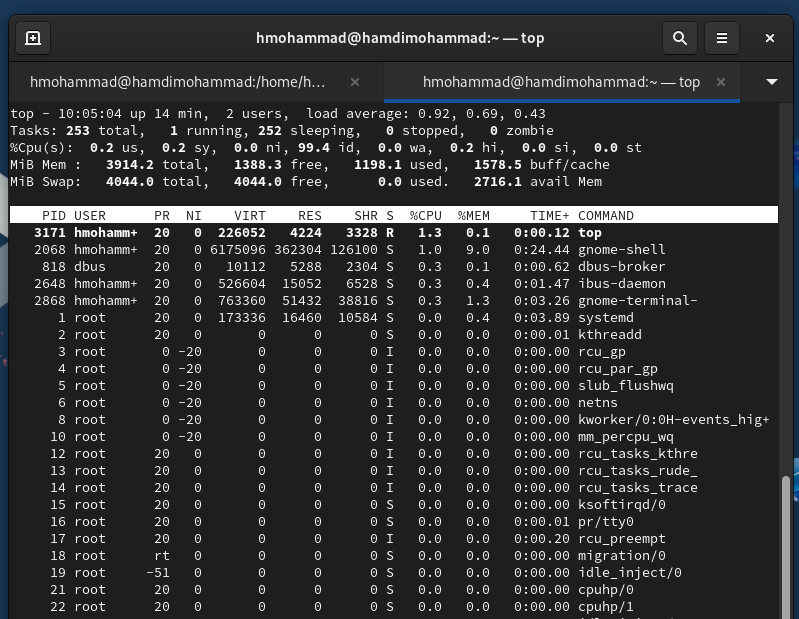 hmohammad@hamdimohammad:~ — top
hmohammad@hamdimohammad:/home/h...
hmohammad@hamdimohammad:~ — top
top - 10:05:04 up 14 min,  2 users,  load average: 0.92, 0.69, 0.43
Tasks: 253 total,   1 running, 252 sleeping,   0 stopped,   0 zombie
%Cpu(s):  0.2 us,  0.2 sy,  0.0 ni, 99.4 id,  0.0 wa,  0.2 hi,  0.0 si,  0.0 st
MiB Mem :   3914.2 total,   1388.3 free,   1198.1 used,   1578.5 buff/cache
MiB Swap:   4044.0 total,   4044.0 free,      0.0 used.   2716.1 avail Mem
PID USER      PR  NI    VIRT    RES    SHR S  %CPU  %MEM     TIME+ COMMAND
3171 hmohamm+  20   0  226052   4224   3328 R   1.3   0.1   0:00.12 top
2068 hmohamm+  20   0 6175096 362304 126100 S   1.0   9.0   0:24.44 gnome-shell
818 dbus      20   0   10112   5288   2304 S   0.3   0.1   0:00.62 dbus-broker
2648 hmohamm+  20   0  526604  15052   6528 S   0.3   0.4   0:01.47 ibus-daemon
2868 hmohamm+  20   0  763360  51432  38816 S   0.3   1.3   0:03.26 gnome-terminal-
1 root      20   0  173336  16460  10584 S   0.0   0.4   0:03.89 systemd
2 root      20   0       0      0      0 S   0.0   0.0   0:00.01 kthreadd
3 root       0 -20       0      0      0 I   0.0   0.0   0:00.00 rcu_gp
4 root       0 -20       0      0      0 I   0.0   0.0   0:00.00 rcu_par_gp
5 root       0 -20       0      0      0 I   0.0   0.0   0:00.00 slub_flushwq
6 root       0 -20       0      0      0 I   0.0   0.0   0:00.00 netns
8 root       0 -20       0      0      0 I   0.0   0.0   0:00.00 kworker/0:0H-events_hig+
10 root       0 -20       0      0      0 I   0.0   0.0   0:00.00 mm_percpu_wq
12 root      20   0       0      0      0 I   0.0   0.0   0:00.00 rcu_tasks_kthre
13 root      20   0       0      0      0 I   0.0   0.0   0:00.00 rcu_tasks_rude_
14 root      20   0       0      0      0 I   0.0   0.0   0:00.00 rcu_tasks_trace
15 root      20   0       0      0      0 S   0.0   0.0   0:00.00 ksoftirqd/0
16 root      20   0       0      0      0 S   0.0   0.0   0:00.01 pr/tty0
17 root      20   0       0      0      0 I   0.0   0.0   0:00.20 rcu_preempt
18 root      rt   0       0      0      0 S   0.0   0.0   0:00.00 migration/0
19 root     -51   0       0      0      0 S   0.0   0.0   0:00.00 idle_inject/0
21 root      20   0       0      0      0 S   0.0   0.0   0:00.00 cpuhp/0
22 root      20   0       0      0      0 S   0.0   0.0   0:00.00 cpuhp/1